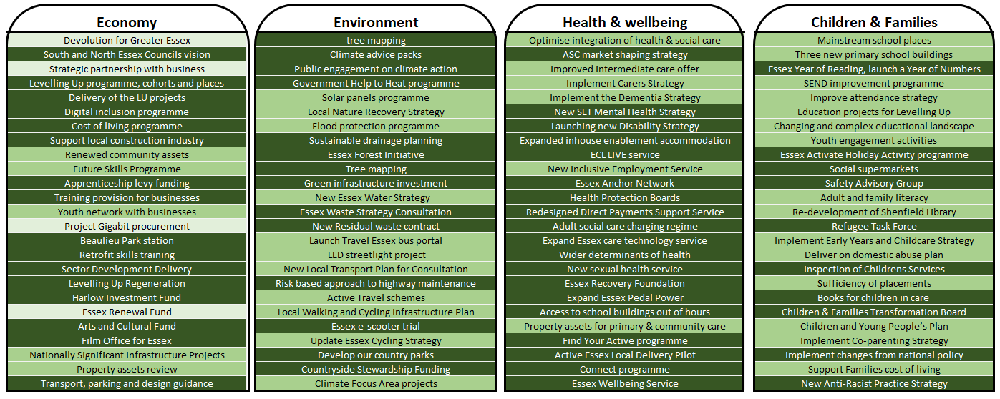 Economy
Devolution for Greater Essex
South and North Essex Councils vision
Strategic partnership with business
Levelling Up programme, cohorts and places
Delivery of the LU projects
Digital inclusion programme
Cost of living programme
Support local construction industry
Renewed community assets
Future Skills Programme
Apprenticeship levy funding
Training provision for businesses
Youth network with businesses
Project Gigabit procurement
Beaulieu Park station
Retrofit skills training
Sector Development Delivery
Levelling Up Regeneration
Harlow Investment Fund
Essex Renewal Fund
Arts and Cultural Fund
Film Office for Essex
Nationally Significant Infrastructure Projects
Property assets review
Transport, parking and design guidance
Environment
tree mapping
Climate advice packs
Public engagement on climate action
Government Help to Heat programme
Solar panels programme
Local Nature Recovery Strategy
Flood protection programme
Sustainable drainage planning
Essex Forest Initiative
Tree mapping
Green infrastructure investment
New Essex Water Strategy
Essex Waste Strategy Consultation
New Residual waste contract
Launch Travel Essex bus portal
LED streetlight project
New Local Transport Plan for Consultation
Risk based approach to highway maintenance
Active Travel schemes
Local Walking and Cycling Infrastructure Plan
Essex e-scooter trial
Update Essex Cycling Strategy
Develop our country parks
Countryside Stewardship Funding
Climate Focus Area projects
Health & wellbeing
Optimise integration of health & social care
ASC market shaping strategy
Improved intermediate care offer
Implement Carers Strategy
Implement the Dementia Strategy
New SET Mental Health Strategy
Launching new Disability Strategy
Expanded inhouse enablement accommodation
ECL LIVE service
New Inclusive Employment Service
Essex Anchor Network
Health Protection Boards
Redesigned Direct Payments Support Service
Adult social care charging regime
Expand Essex care technology service
Wider determinants of health
New sexual health service
Essex Recovery Foundation
Expand Essex Pedal Power
Access to school buildings out of hours
Property assets for primary & community care
Find Your Active programme
Active Essex Local Delivery Pilot
Connect programme
Essex Wellbeing Service
Children & Families
Mainstream school places
Three new primary school buildings
Essex Year of Reading, launch a Year of Numbers
SEND improvement programme
Improve attendance strategy
Education projects for Levelling Up
Changing and complex educational landscape
Youth engagement activities
Essex Activate Holiday Activity programme
Social supermarkets
Safety Advisory Group
Adult and family literacy
Re-development of Shenfield Library
Refugee Task Force
Implement Early Years and Childcare Strategy
Deliver on domestic abuse plan
Inspection of Childrens Services
Sufficiency of placements
Books for children in care
Children & Families Transformation Board
Children and Young People’s Plan
Implement Co-parenting Strategy
Implement changes from national policy
Support Families cost of living
New Anti-Racist Practice Strategy